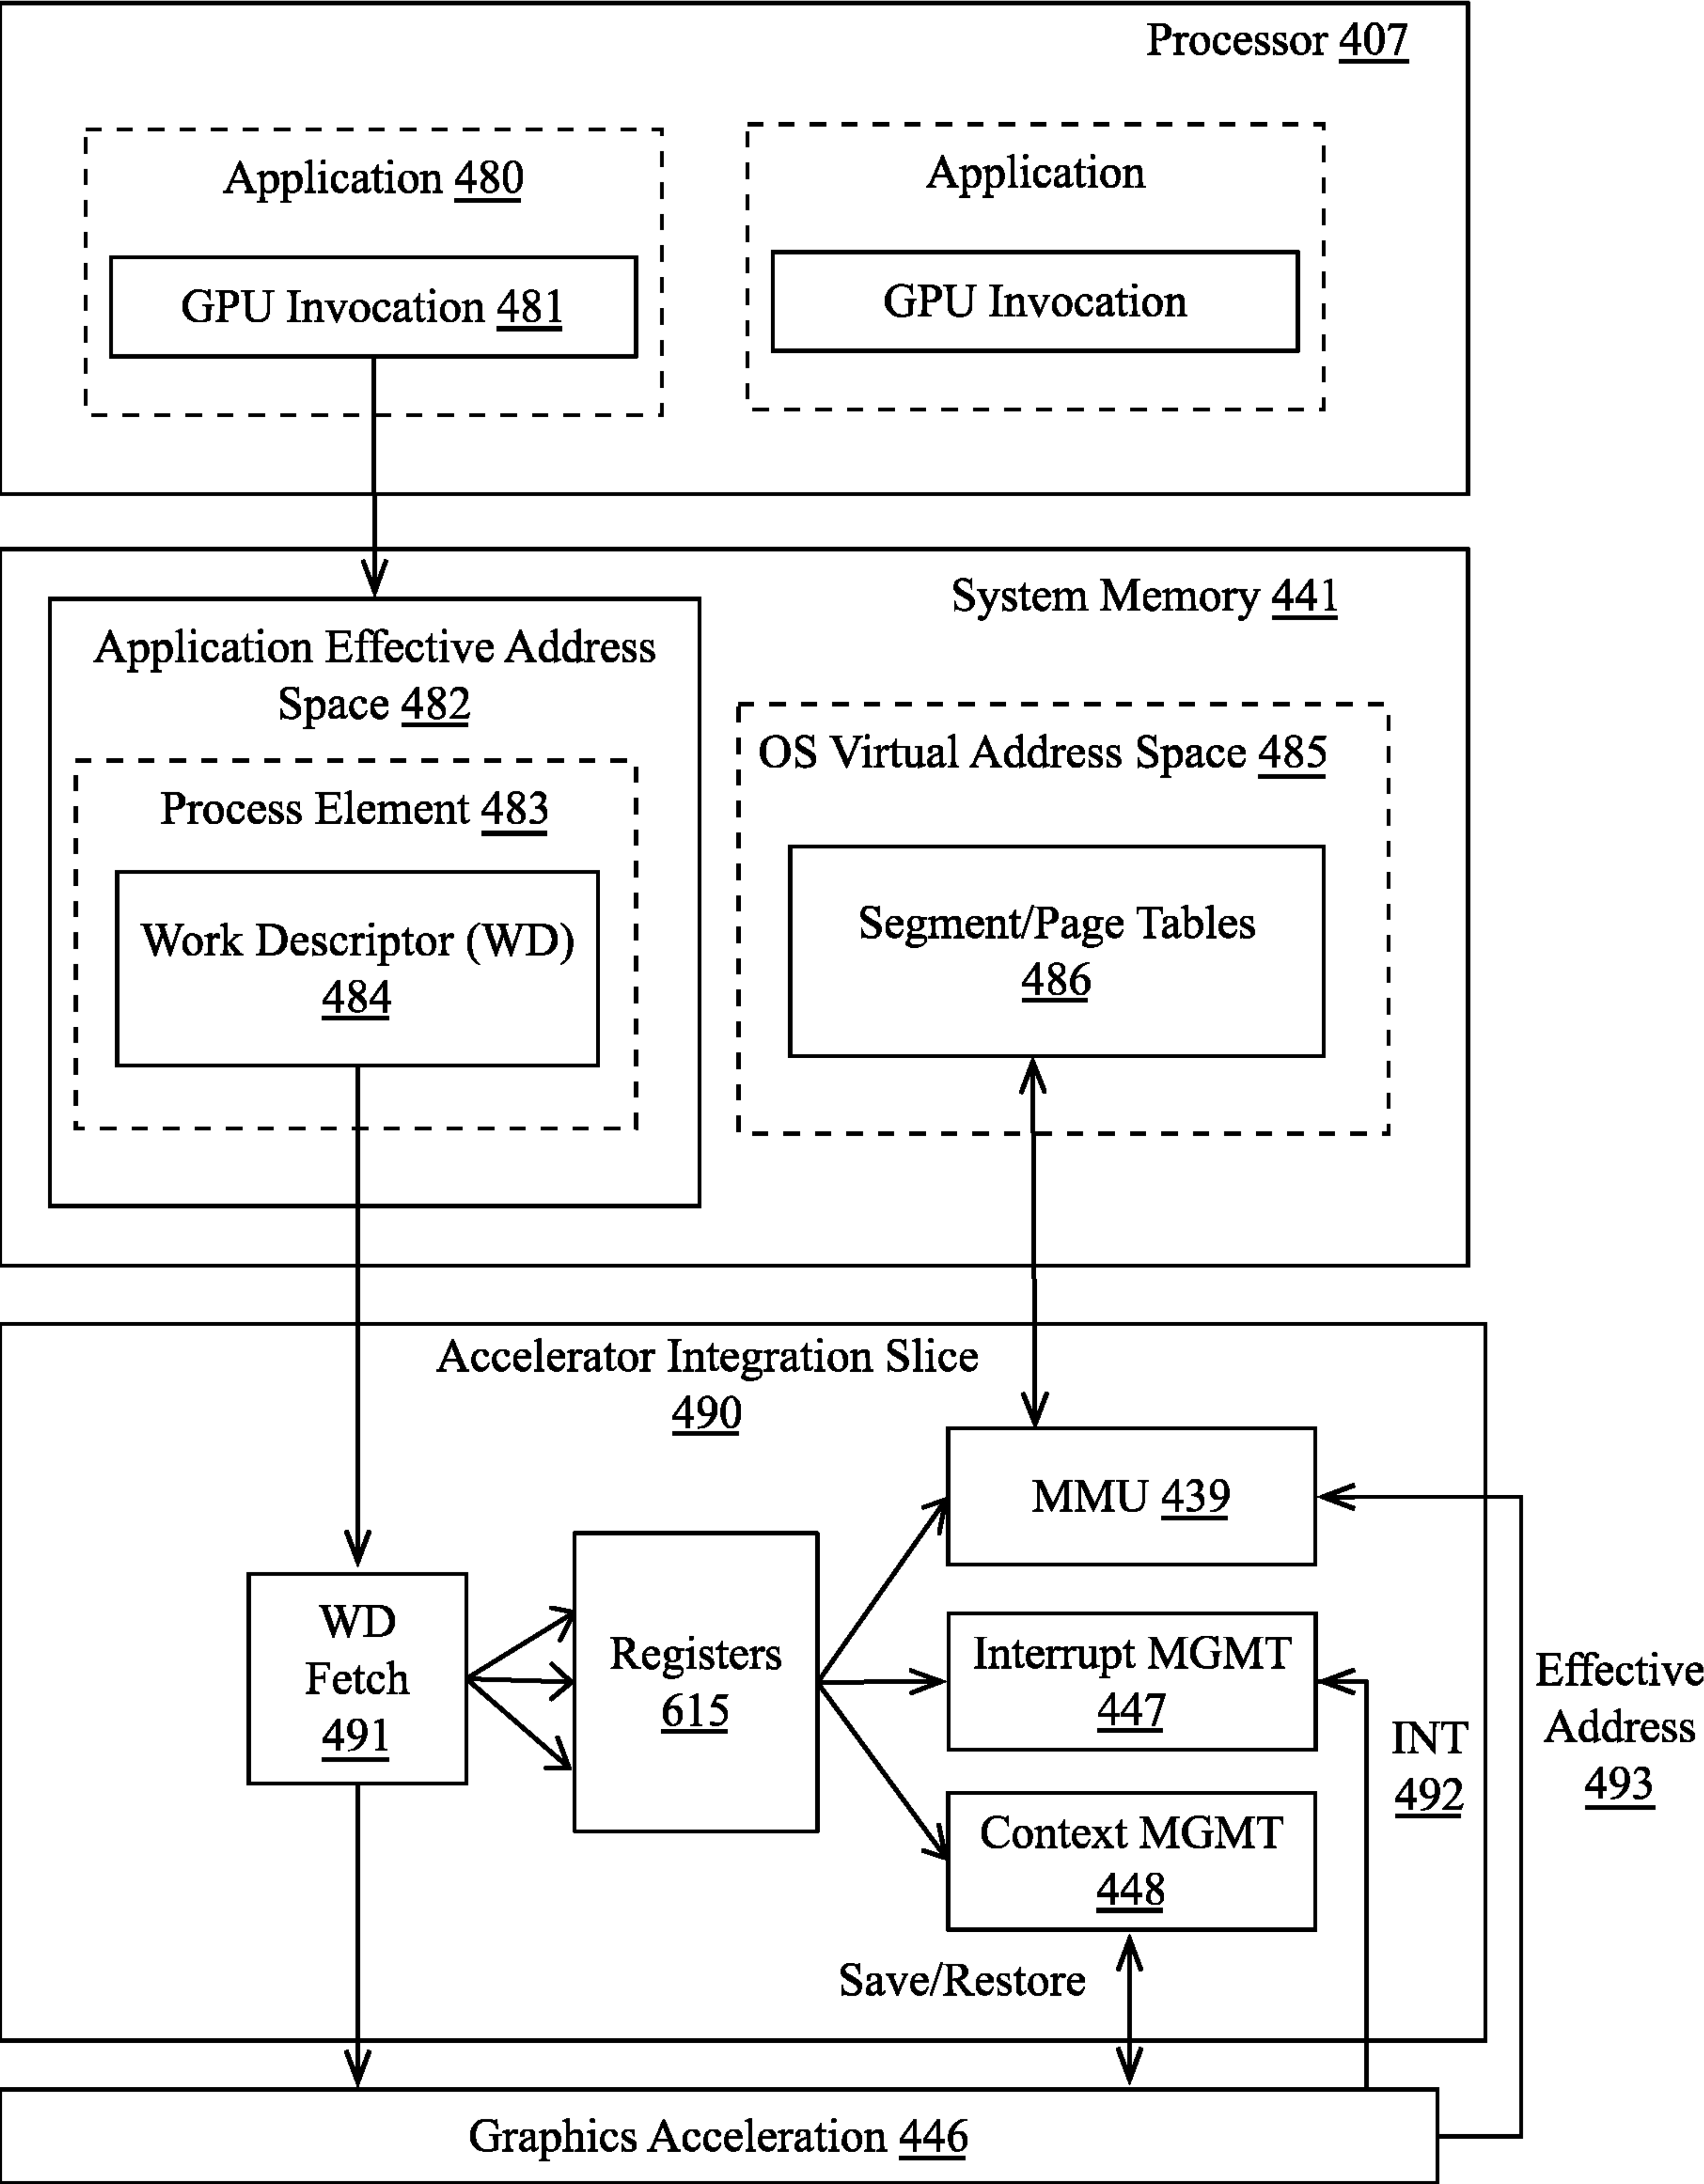 Processor 407
Application 480
GPU Invocation 481
Application
GPU Invocation
System Memory 441
Application Effective Address
Space 482
Process Element 483
Work Descriptor (WD)
484
OS Virtual Address Space 485
Segment/Page Tables
486
Accelerator Integration Slice
490
WD
Fetch
491
Registers
615
MMU 439
Interrupt MGMT
447
Context MGMT
448
Save/Restore
INT
492
Effective
Address
493
Graphics Acceleration 446